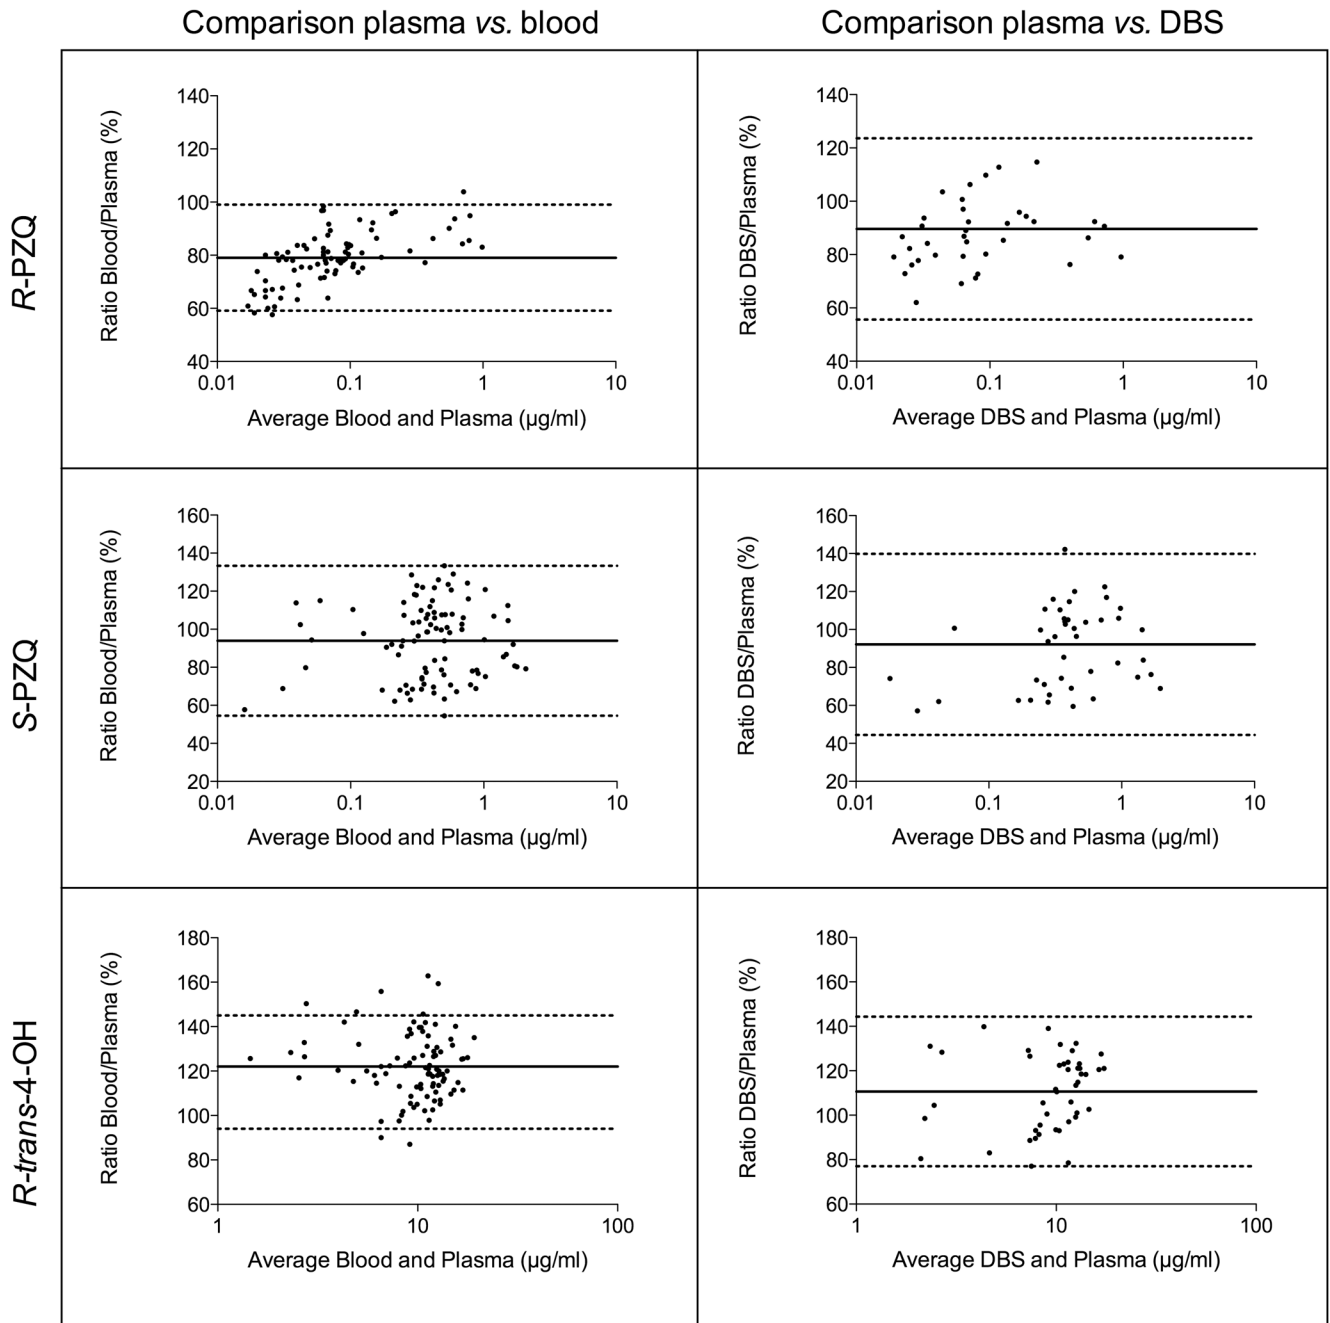 Comparison plasma vs. blood
Comparison plasma vs. DBS
R-PZQ
Ratio Blood/Plasma (%)
140
120
100
80
60
40
0.01 0.1 1 10
Average Blood and Plasma (µg/ml)
Ratio DBS/Plasma (%)
140
120
100
80
60
40
0.01 0.1 1 10
Average DBS and Plasma (µg/ml)
S-PZQ
Ratio Blood/Plasma (%)
160
140
120
100
80
60
40
20
0.01 0.1 1 10
Average Blood and Plasma (µg/ml)
Ratio DBS/Plasma (%)
160
140
120
100
80
60
40
20
0.01 0.1 1 10
Average DBS and Plasma (µg/ml)
R-trans-4-OH
Ratio Blood/Plasma (%)
180
160
140
120
100
80
60
1 10 100
Average Blood and Plasma (µg/ml)
Ratio DBS/Plasma (%)
180
160
140
120
100
80
60
1 10 100
Average DBS and Plasma (µg/ml)